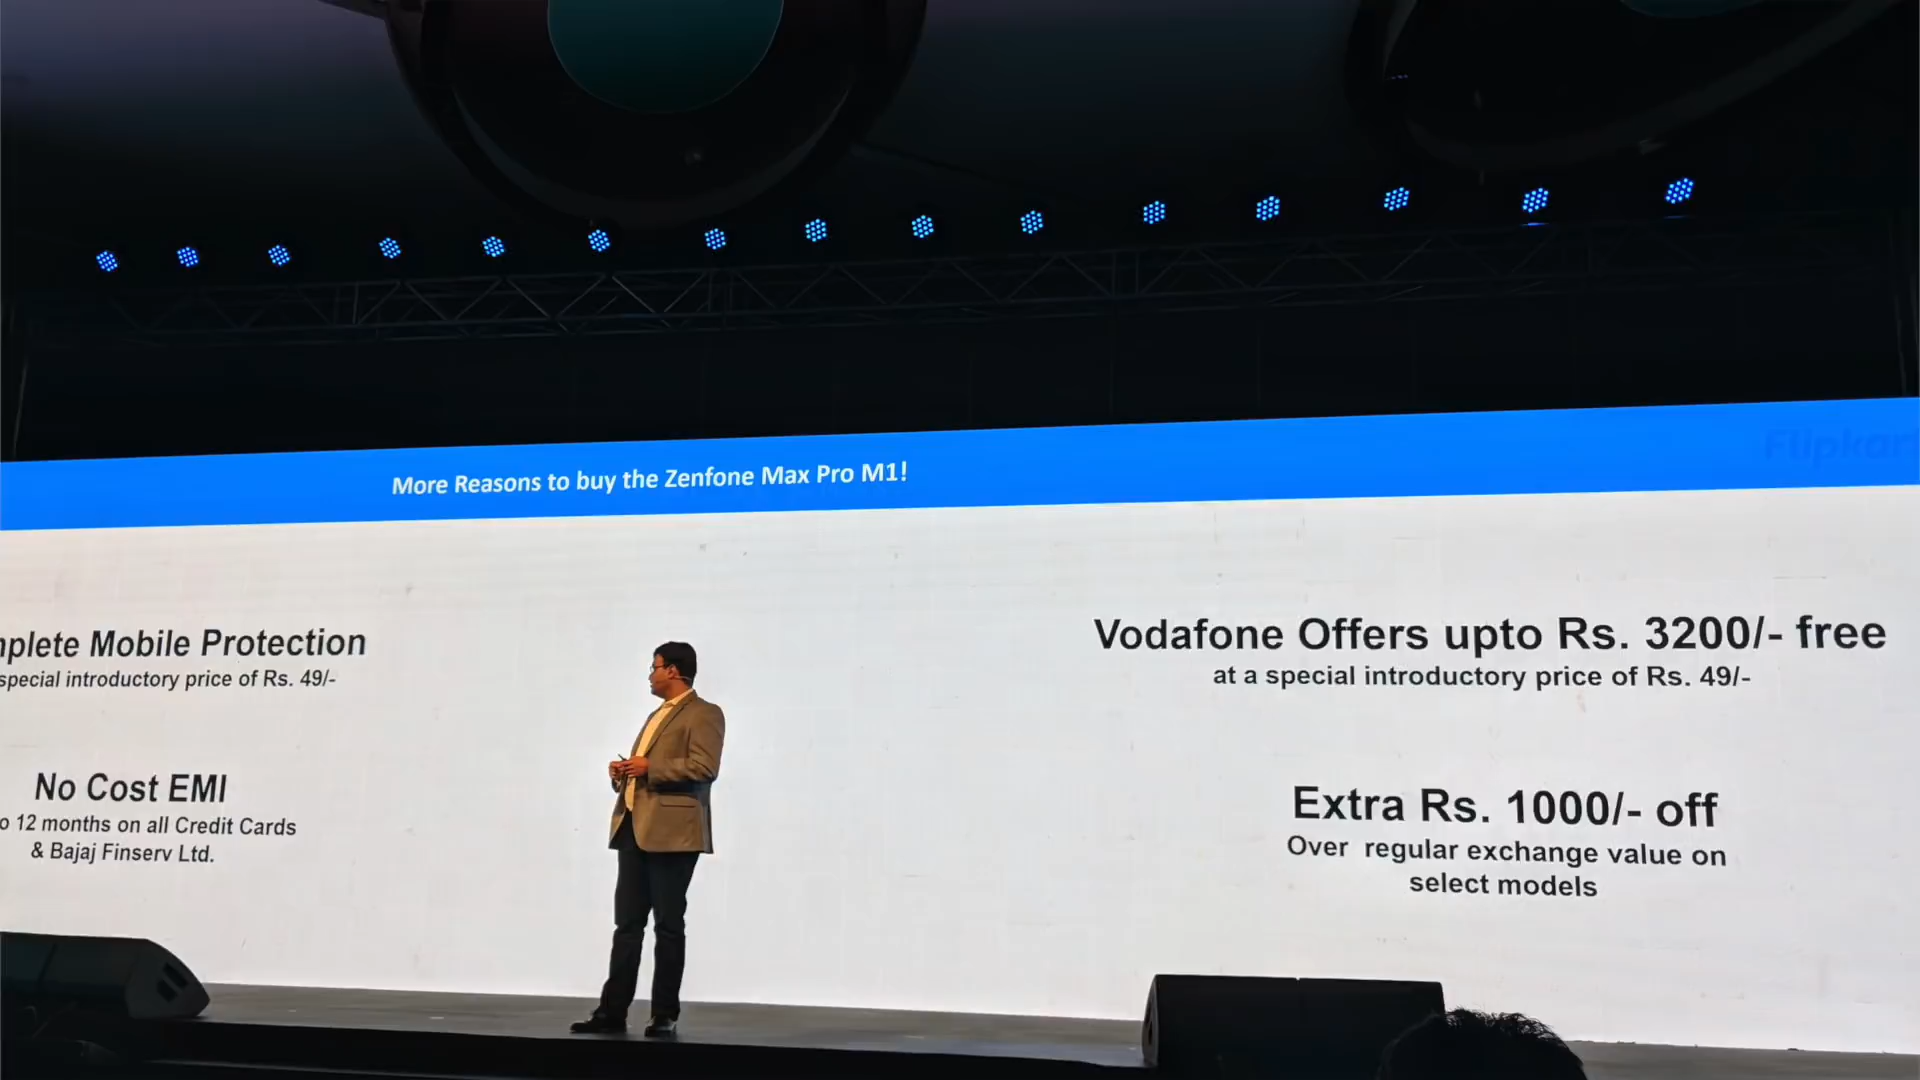 Flipkar
More Reasons to buy the Zenfone Max Pro M1!
mplete Mobile Protection
special introductory price of Rs. 49/-
No Cost EMI
o 12 months on all Credit Cards
& Bajaj Finserv Ltd.
Vodafone Offers upto Rs. 3200/- free
at a special introductory price of Rs. 49/-
Extra Rs. 1000/- off
Over regular exchange value on
select models